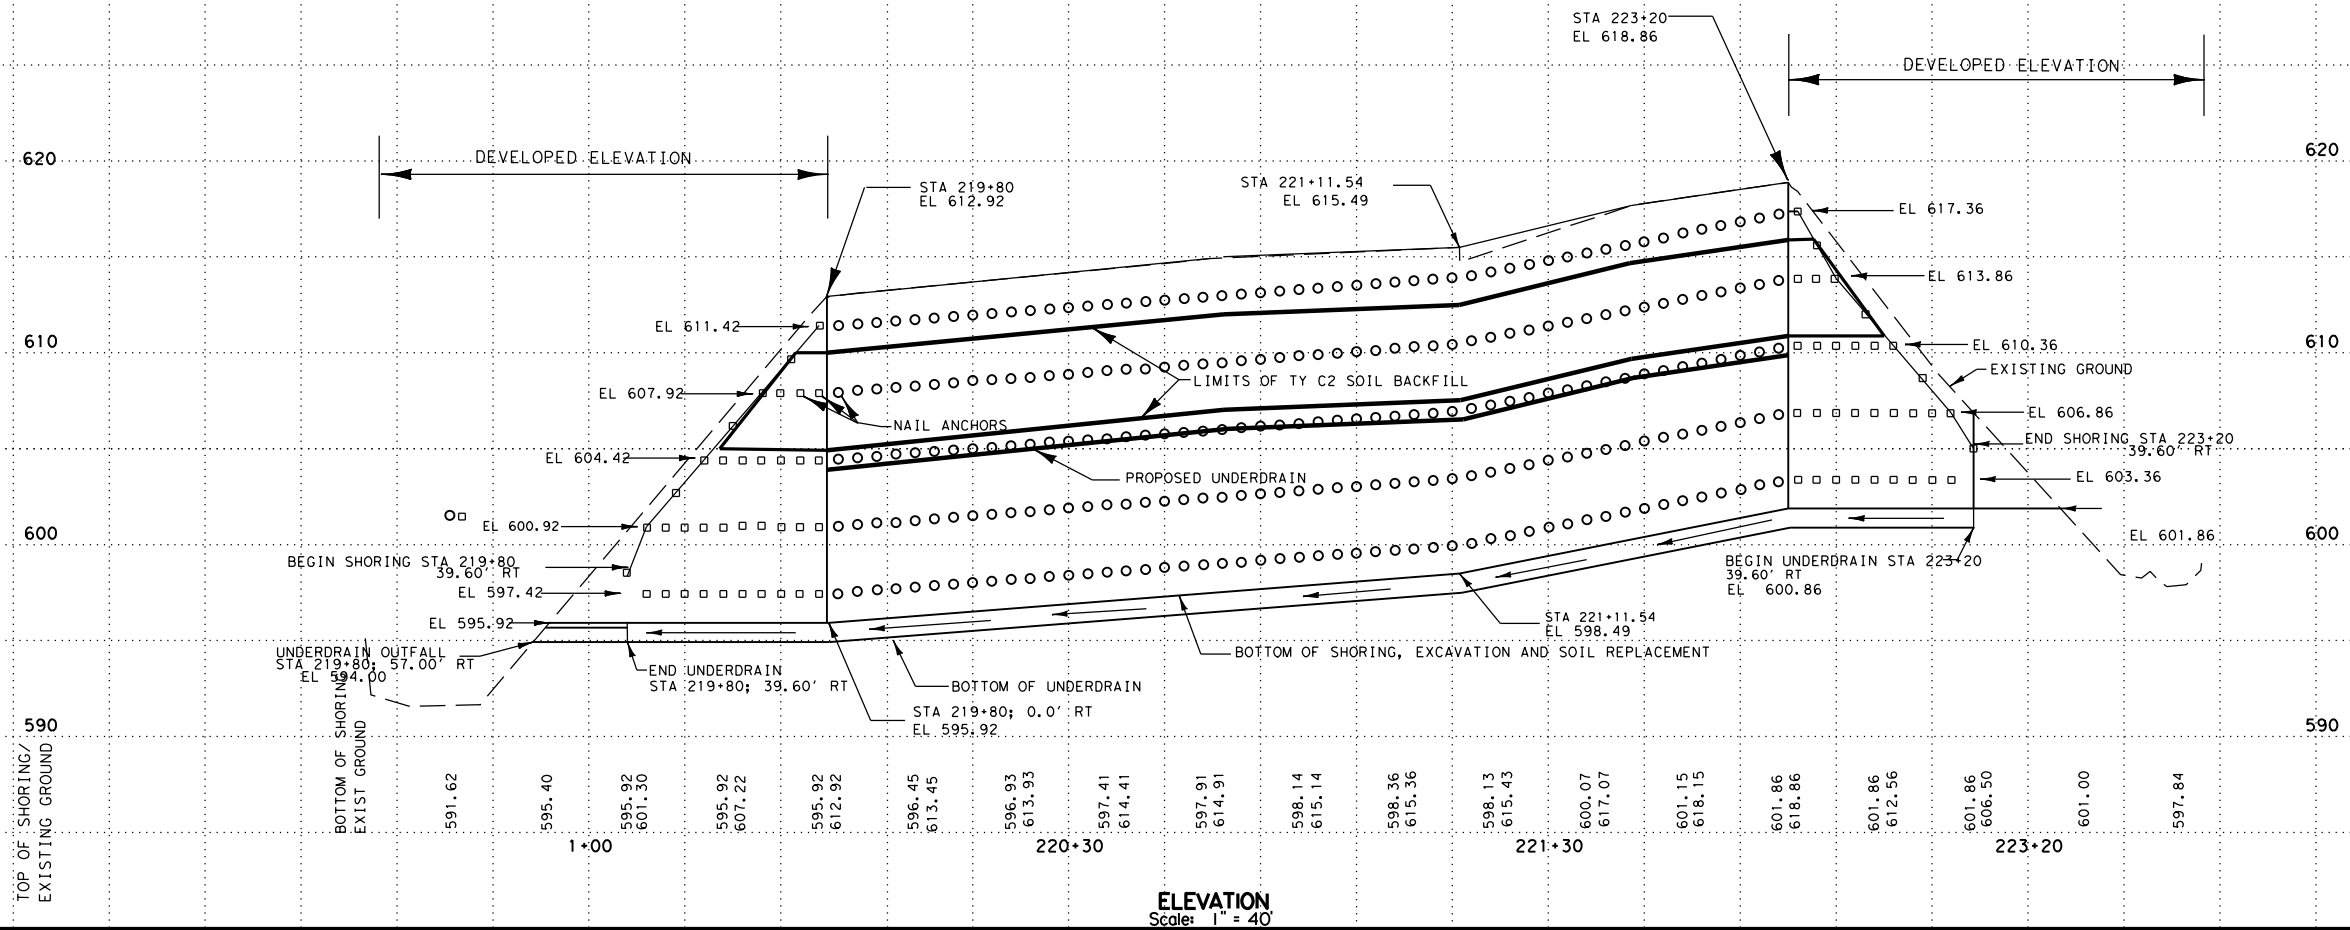 STA 223+20
EL 618.86
DEVELOPED ELEVATION
620
DEVELOPED ELEVATION
620
STA 219+80
EL 612.92
STA 221+11.54
EL 615.49
EL 617.36
EL 613.86
EL 611.42
610
EL 610.36
610
EXISTING GROUND
LIMITS OF TY C2 SOIL BACKFILL
EL 607.92
NAIL ANCHORS
EL 606.86
END SHORING STA 223+20
39.60' RT
EL 604.42
PROPOSED UNDERDRAIN
EL 603.36
EL 600.92
600
EL 601.86
600
BEGIN SHORING STA 219+80
39.60' RT
BEGIN UNDERDRAIN STA 223+20
39.60' RT
EL 600.86
EL 597.42
EL 595.92
STA 221+11.54
EL 598.49
UNDERDRAIN OUTFALL
STA 219+80; 57.00' RT
EL 594.00
BOTTOM OF SHORING, EXCAVATION AND SOIL REPLACEMENT
END UNDERDRAIN
STA 219+80; 39.60' RT
BOTTOM OF UNDERDRAIN
STA 219+80; 0.0' RT
EL 595.92
590
590
TOP OF SHORING/
EXISTING GROUND
BOTTOM OF SHORING
EXIST GROUND
591.62
595.40
595.92
601.30
595.92
607.22
595.92
612.92
596.45
613.45
596.93
613.93
597.41
614.41
597.91
614.91
598.14
615.14
598.36
615.36
598.13
615.43
600.07
617.07
601.15
618.15
601.86
618.86
601.86
612.56
601.86
606.50
601.00
597.84
1+00
220+30
221+30
223+20
ELEVATION
Scale: 1" = 40'